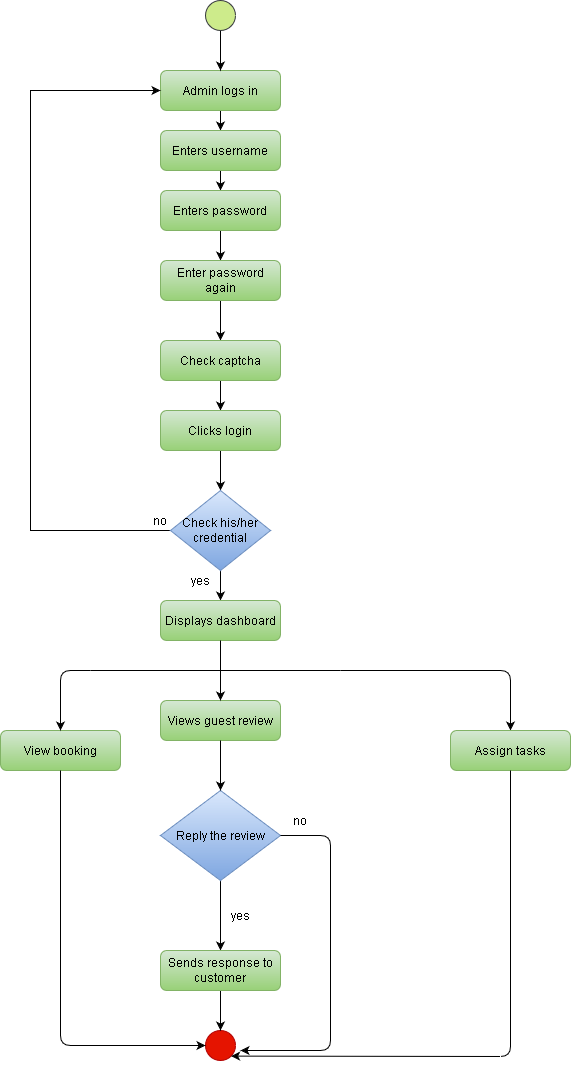 Admin logs in
Enters username
Enters password
Enter password
again
Check captcha
Clicks login
no
Check his/her
credential
yes
Displays dashboard
Views guest review
View booking
Assign tasks
no
Reply the review
yes
Sends response to
customer